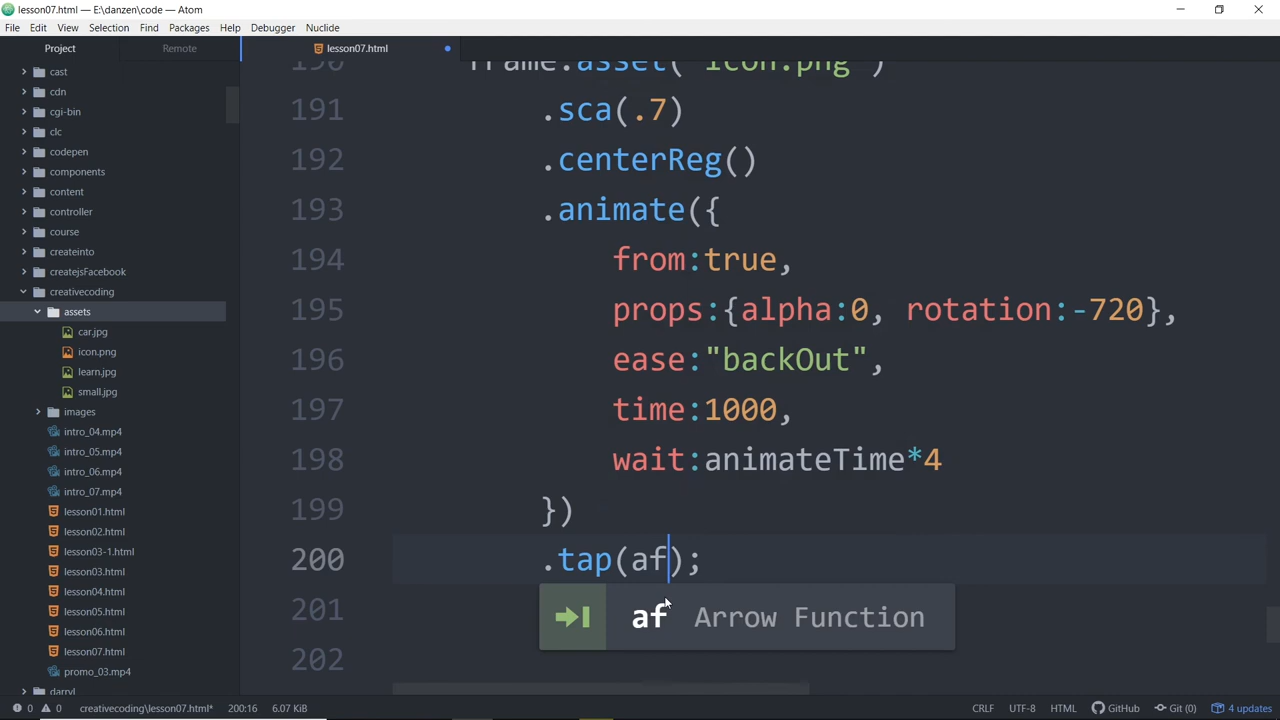 lesson07.html — E:\danzen\code — Atom
File Edit View Selection Find Packages Help Debugger Nuclide
Project Remote lesson07.html
cast
cdn
cgi-bin
clc
codepen
components
content
controller
course
createinto
createjsFacebook
creativecoding
assets
car.jpg
icon.png
learn.jpg
small.jpg
images
intro_04.mp4
intro_05.mp4
intro_06.mp4
intro_07.mp4
lesson01.html
lesson02.html
lesson03-1.html
lesson03.html
lesson04.html
lesson05.html
lesson06.html
lesson07.html
promo_03.mp4
darryl
190 frame.asset("icon.png")
191 .sca(.7)
192 .centerReg()
193 .animate({
194 from:true,
195 props:{alpha:0, rotation:-720},
196 ease:"backOut",
197 time:1000,
198 wait:animateTime*4
199 })
200 .tap(af);
201 af Arrow Function
202
0 0 creativecoding\lesson07.html* 200:16 6.07 KiB CRLF UTF-8 HTML GitHub Git (0) 4 updates